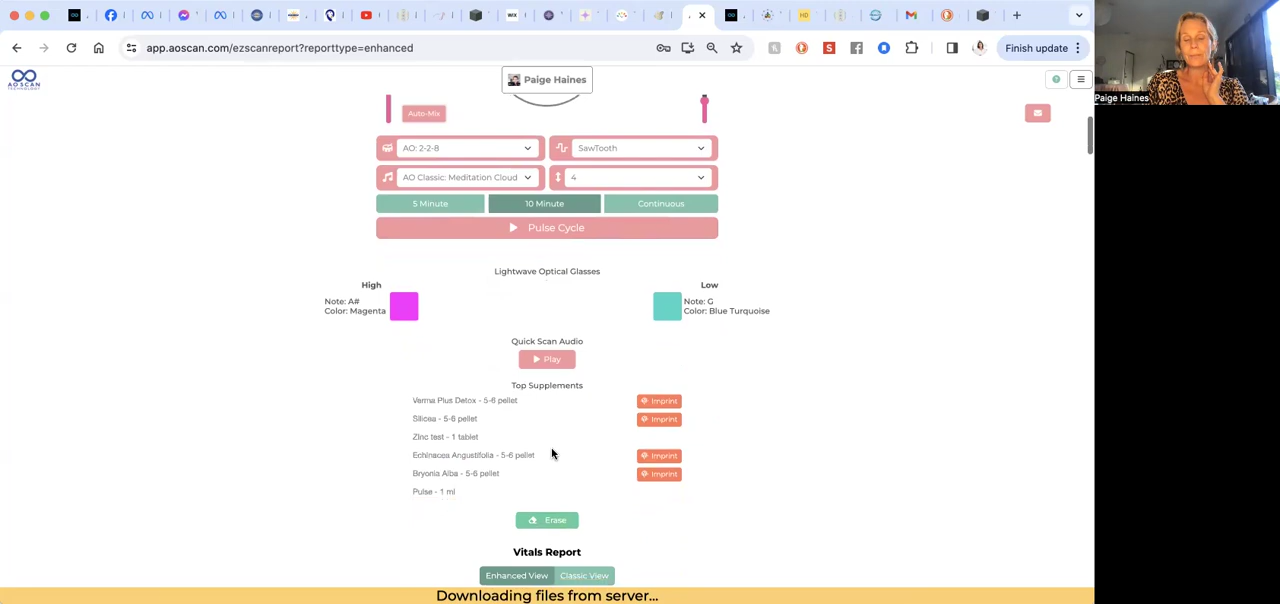 app.aoscan.com/ezscanreport?reporttype=enhanced
Finish update
AO SCAN
TECHNOLOGY
Paige Haines
Paige Haines
Auto-Mix
AO: 2-2-8
SawTooth
AO Classic: Meditation Cloud
4
5 Minute
10 Minute
Continuous
Pulse Cycle
Lightwave Optical Glasses
High
Low
Note: A#
Color: Magenta
Note: G
Color: Blue Turquoise
Quick Scan Audio
Play
Top Supplements
Verma Plus Detox - 5-6 pellet
Imprint
Silicea - 5-6 pellet
Imprint
Zinc test - 1 tablet
Echinacea Angustifolia - 5-6 pellet
Imprint
Bryonia Alba - 5-6 pellet
Imprint
Pulse - 1 ml
Erase
Vitals Report
Enhanced View
Classic View
Downloading files from server...